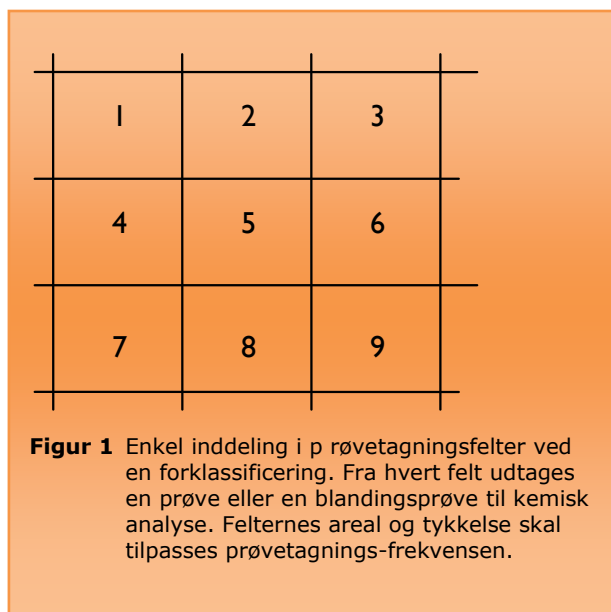 1 2 3
4 5 6
7 8 9
Figur 1 Enkel inddeling i p røvetagningsfelter ved
en forklassificering. Fra hvert felt udtages
en prøve eller en blandingsprøve til kemisk
analyse. Felternes areal og tykkelse skal
tilpasses prøvetagnings-frekvensen.